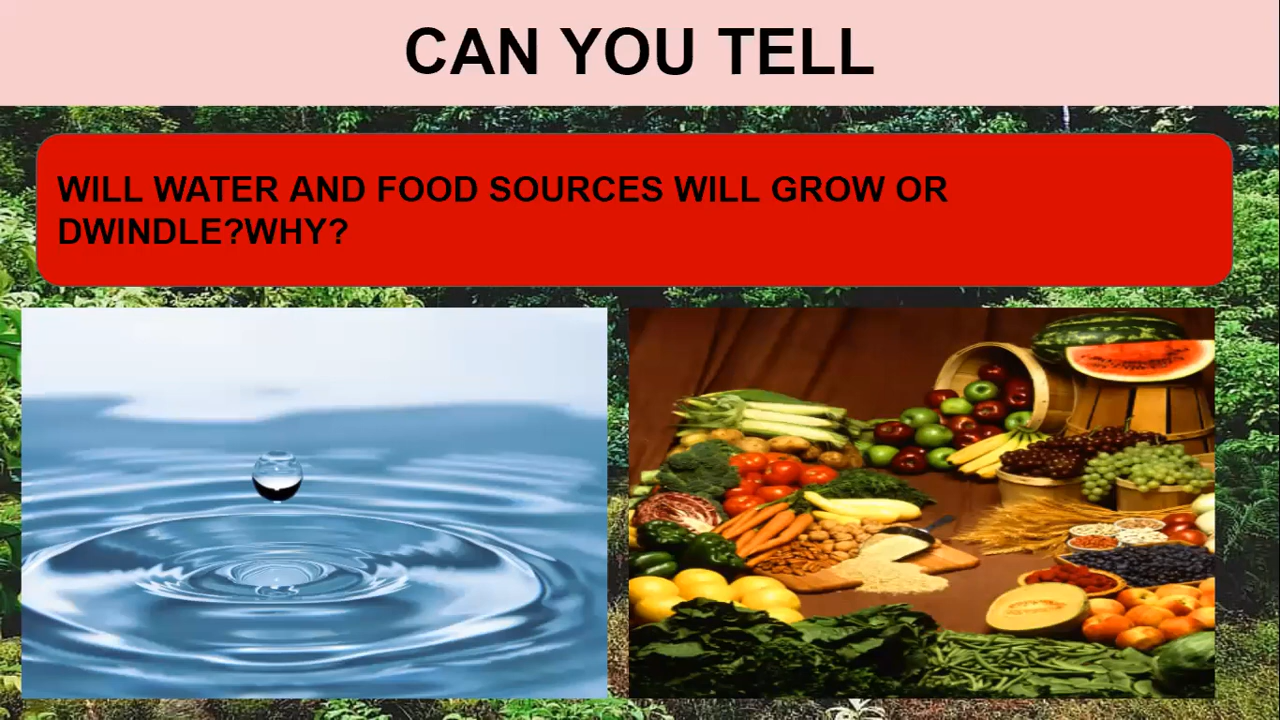 CAN YOU TELL
WILL WATER AND FOOD SOURCES WILL GROW OR
DWINDLE?WHY?